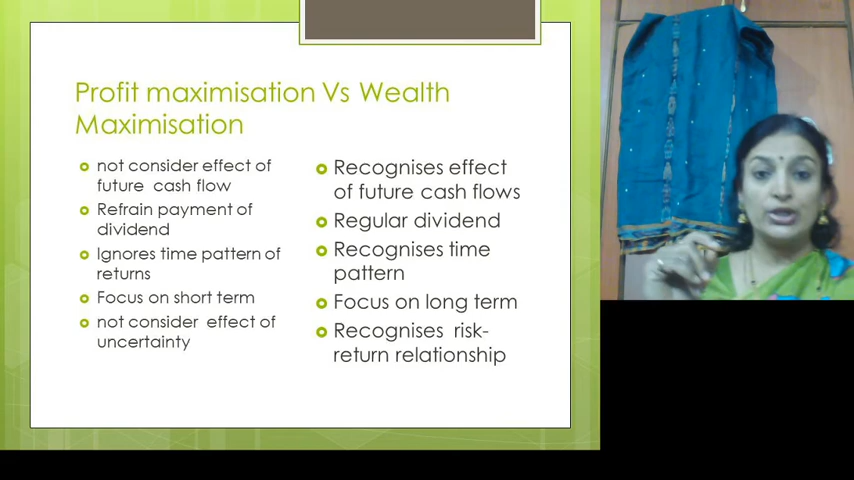 Profit maximisation Vs Wealth
Maximisation
not consider effect of
future cash flow
Refrain payment of
dividend
Ignores time pattern of
returns
Focus on short term
not consider effect of
uncertainty
Recognises effect
of future cash flows
Regular dividend
Recognises time
pattern
Focus on long term
Recognises risk-
return relationship